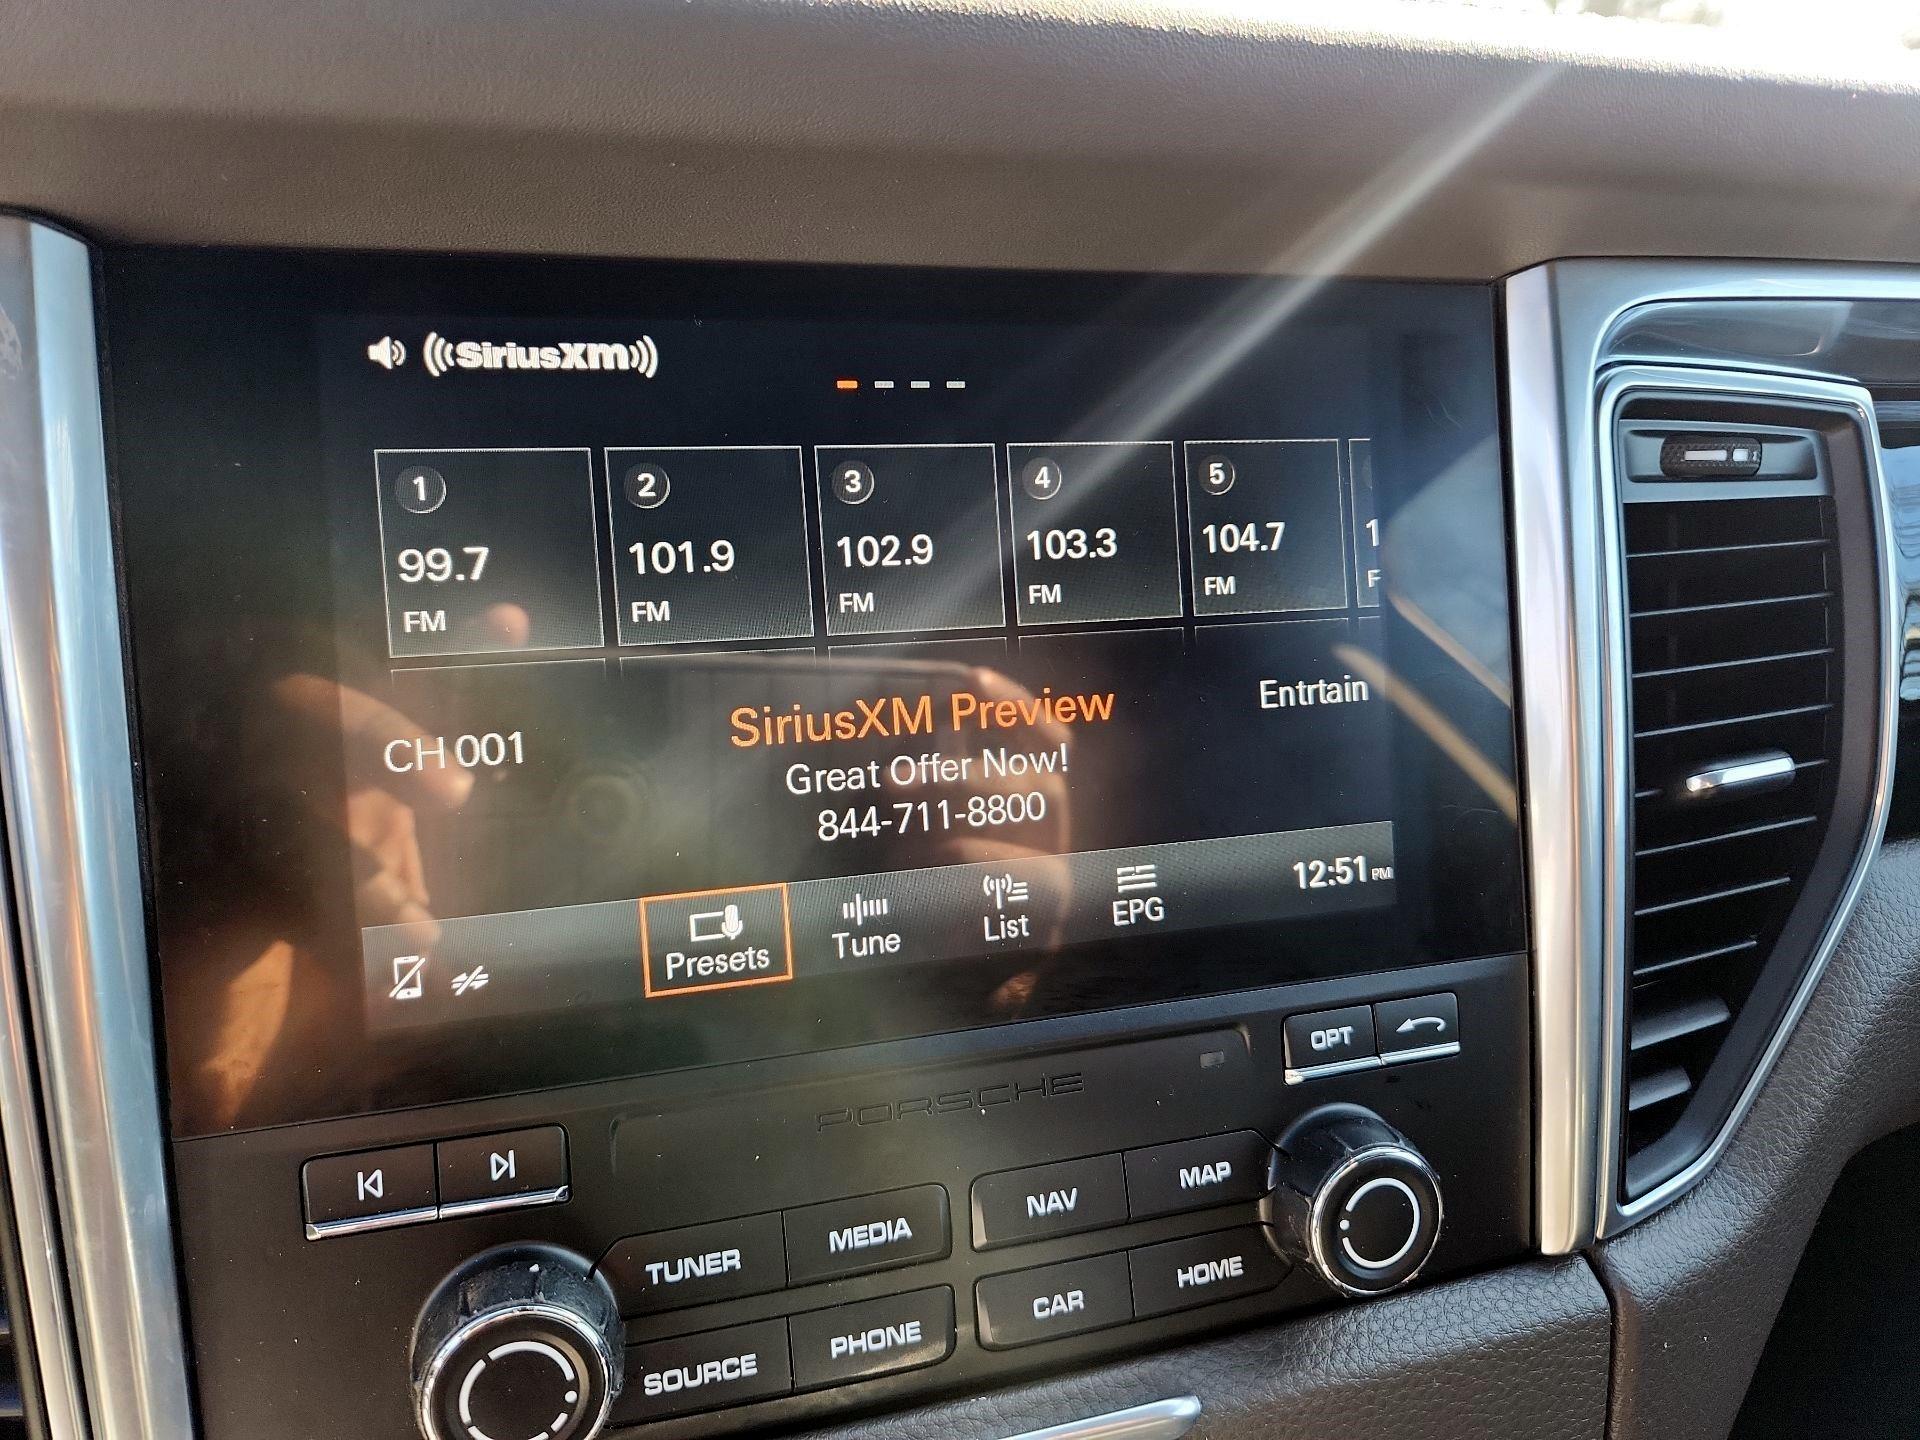 ((SiriusXM))
1
2
3
4
5
99.7
101.9
102.9
103.3
104.7
1
FM
FM
FM
FM
FM
F
CH 001
SiriusXM Preview
Entrtain
Great Offer Now!
844-711-8800
Presets
Tune
List
EPG
12:51 PM
OPT
PORSCHE
TUNER
MEDIA
NAV
MAP
SOURCE
PHONE
CAR
HOME